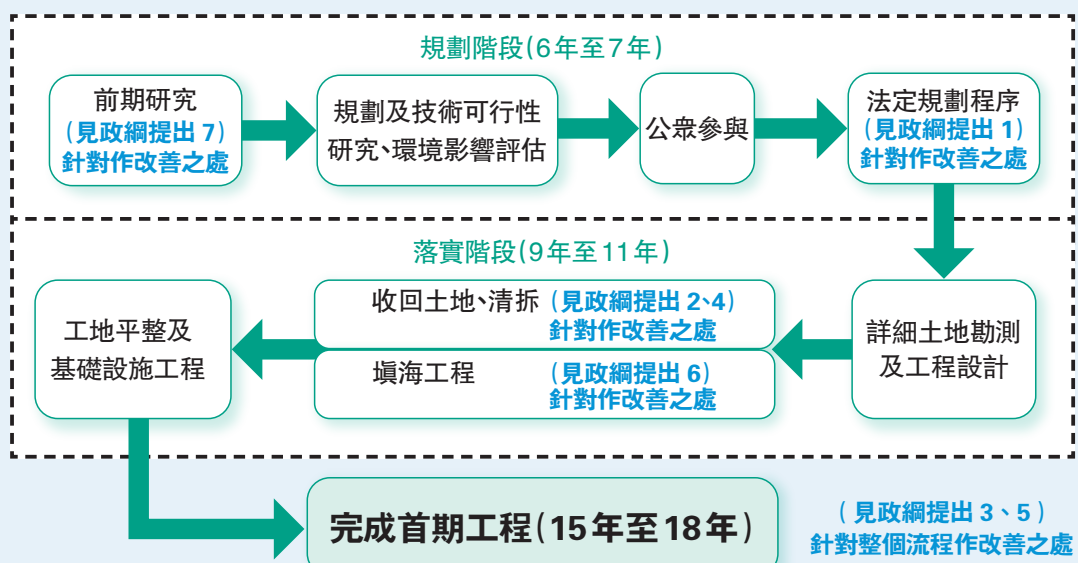 規劃階段(6年至7年)
前期研究
(見政綱提出 7)
針對作改善之處
規劃及技術可行性
研究、環境影響評估
公眾參與
法定規劃程序
(見政綱提出 1)
針對作改善之處
落實階段(9年至11年)
詳細土地勘測
及工程設計
收回土地、清拆 (見政綱提出 2、4)
針對作改善之處
填海工程 (見政綱提出 6)
針對作改善之處
工地平整及
基礎設施工程
完成首期工程(15年至18年)
(見政綱提出 3、5)
針對整個流程作改善之處